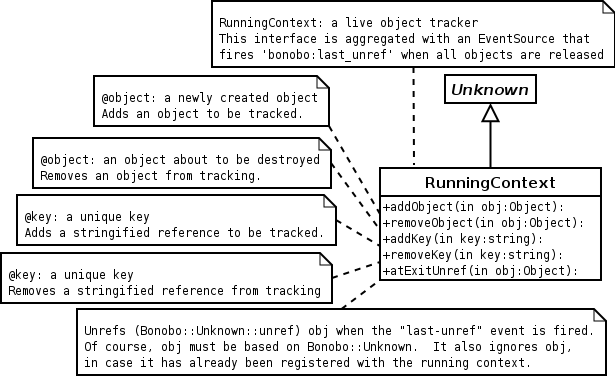 RunningContext: a live object tracker
This interface is aggregated with an EventSource that
fires 'bonobo:last_unref' when all objects are released
Unknown
@object: a newly created object
Adds an object to be tracked.
@object: an object about to be destroyed
Removes an object from tracking.
@key: a unique key
Adds a stringified reference to be tracked.
@key: a unique key
Removes a stringified reference from tracking
RunningContext
+addObject(in obj:Object):
+removeObject(in obj:Object):
+addKey(in key:string):
+removeKey(in key:string):
+atExitUnref(in obj:Object):
Unrefs (Bonobo::Unknown::unref) obj when the "last-unref" event is fired.
Of course, obj must be based on Bonobo::Unknown.  It also ignores obj,
in case it has already been registered with the running context.